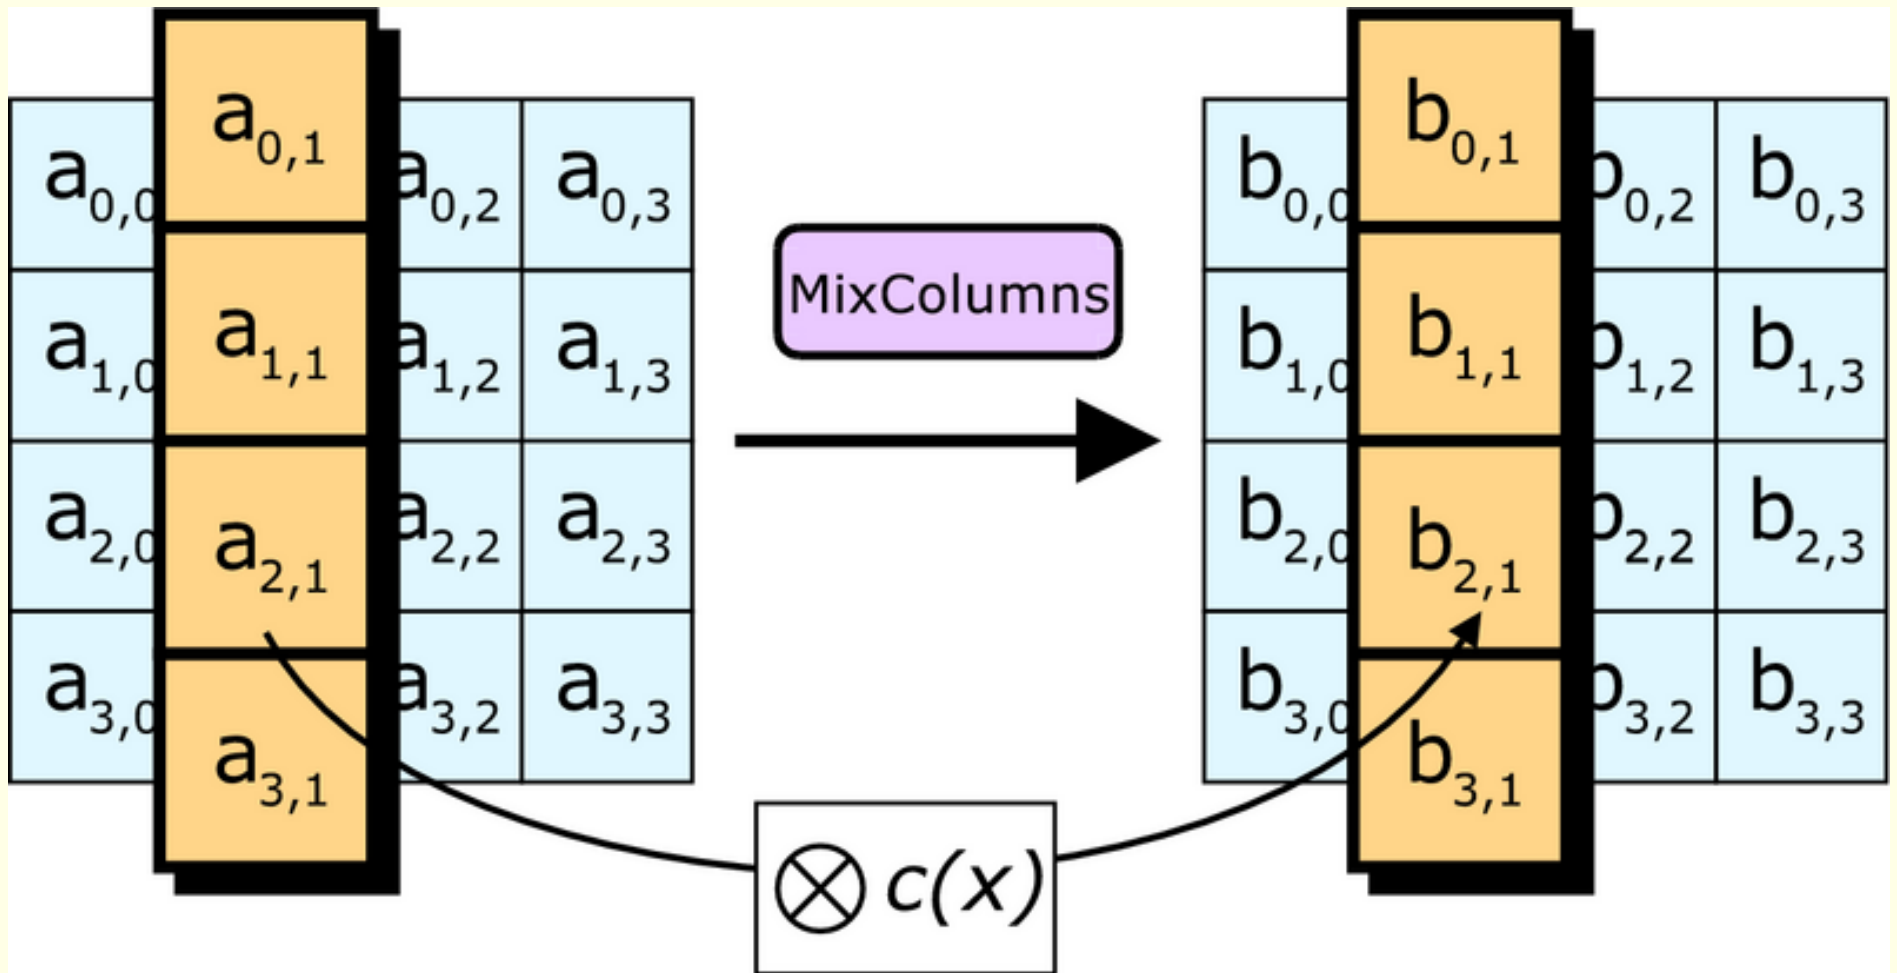 a0,0 a0,1 a0,2 a0,3
a1,0 a1,1 a1,2 a1,3
a2,0 a2,1 a2,2 a2,3
a3,0 a3,1 a3,2 a3,3
MixColumns
b0,0 b0,1 b0,2 b0,3
b1,0 b1,1 b1,2 b1,3
b2,0 b2,1 b2,2 b2,3
b3,0 b3,1 b3,2 b3,3
⊗ c(x)